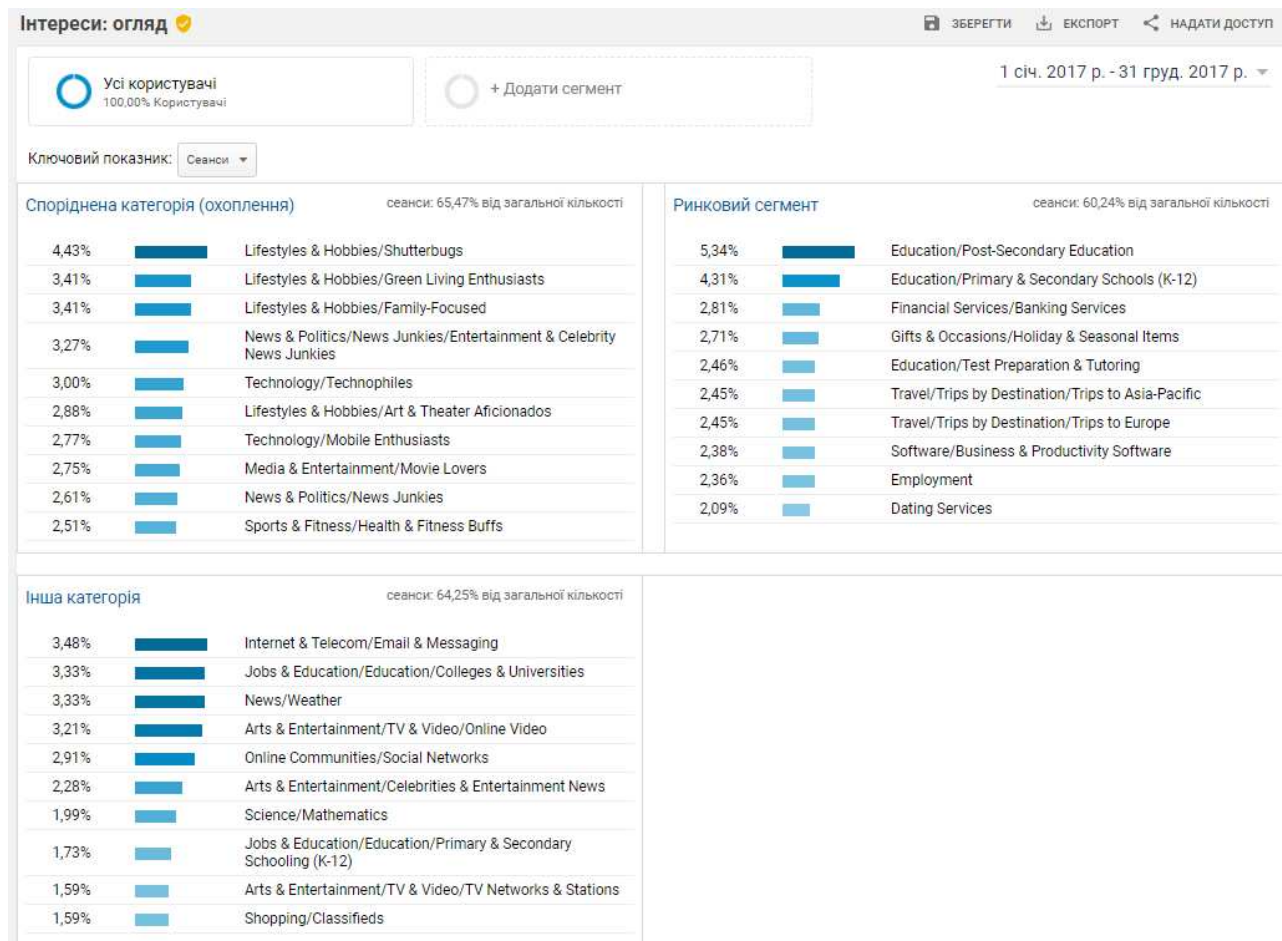 Інтереси: огляд
ЗБЕРЕГТИ ЕКСПОРТ НАДАТИ ДОСТУП
Усі користувачі
100,00% Користувачі
+ Додати сегмент
1 січ. 2017 р. - 31 груд. 2017 р.
Ключовий показник: Сеанси
Споріднена категорія (охоплення) сеанси: 65,47% від загальної кількості
4,43% Lifestyles & Hobbies/Shutterbugs
3,41% Lifestyles & Hobbies/Green Living Enthusiasts
3,41% Lifestyles & Hobbies/Family-Focused
3,27% News & Politics/News Junkies/Entertainment & Celebrity
News Junkies
3,00% Technology/Technophiles
2,88% Lifestyles & Hobbies/Art & Theater Aficionados
2,77% Technology/Mobile Enthusiasts
2,75% Media & Entertainment/Movie Lovers
2,61% News & Politics/News Junkies
2,51% Sports & Fitness/Health & Fitness Buffs
Ринковий сегмент сеанси: 60,24% від загальної кількості
5,34% Education/Post-Secondary Education
4,31% Education/Primary & Secondary Schools (K-12)
2,81% Financial Services/Banking Services
2,71% Gifts & Occasions/Holiday & Seasonal Items
2,46% Education/Test Preparation & Tutoring
2,45% Travel/Trips by Destination/Trips to Asia-Pacific
2,45% Travel/Trips by Destination/Trips to Europe
2,38% Software/Business & Productivity Software
2,36% Employment
2,09% Dating Services
Інша категорія сеанси: 64,25% від загальної кількості
3,48% Internet & Telecom/Email & Messaging
3,33% Jobs & Education/Education/Colleges & Universities
3,33% News/Weather
3,21% Arts & Entertainment/TV & Video/Online Video
2,91% Online Communities/Social Networks
2,28% Arts & Entertainment/Celebrities & Entertainment News
1,99% Science/Mathematics
1,73% Jobs & Education/Education/Primary & Secondary
Schooling (K-12)
1,59% Arts & Entertainment/TV & Video/TV Networks & Stations
1,59% Shopping/Classifieds